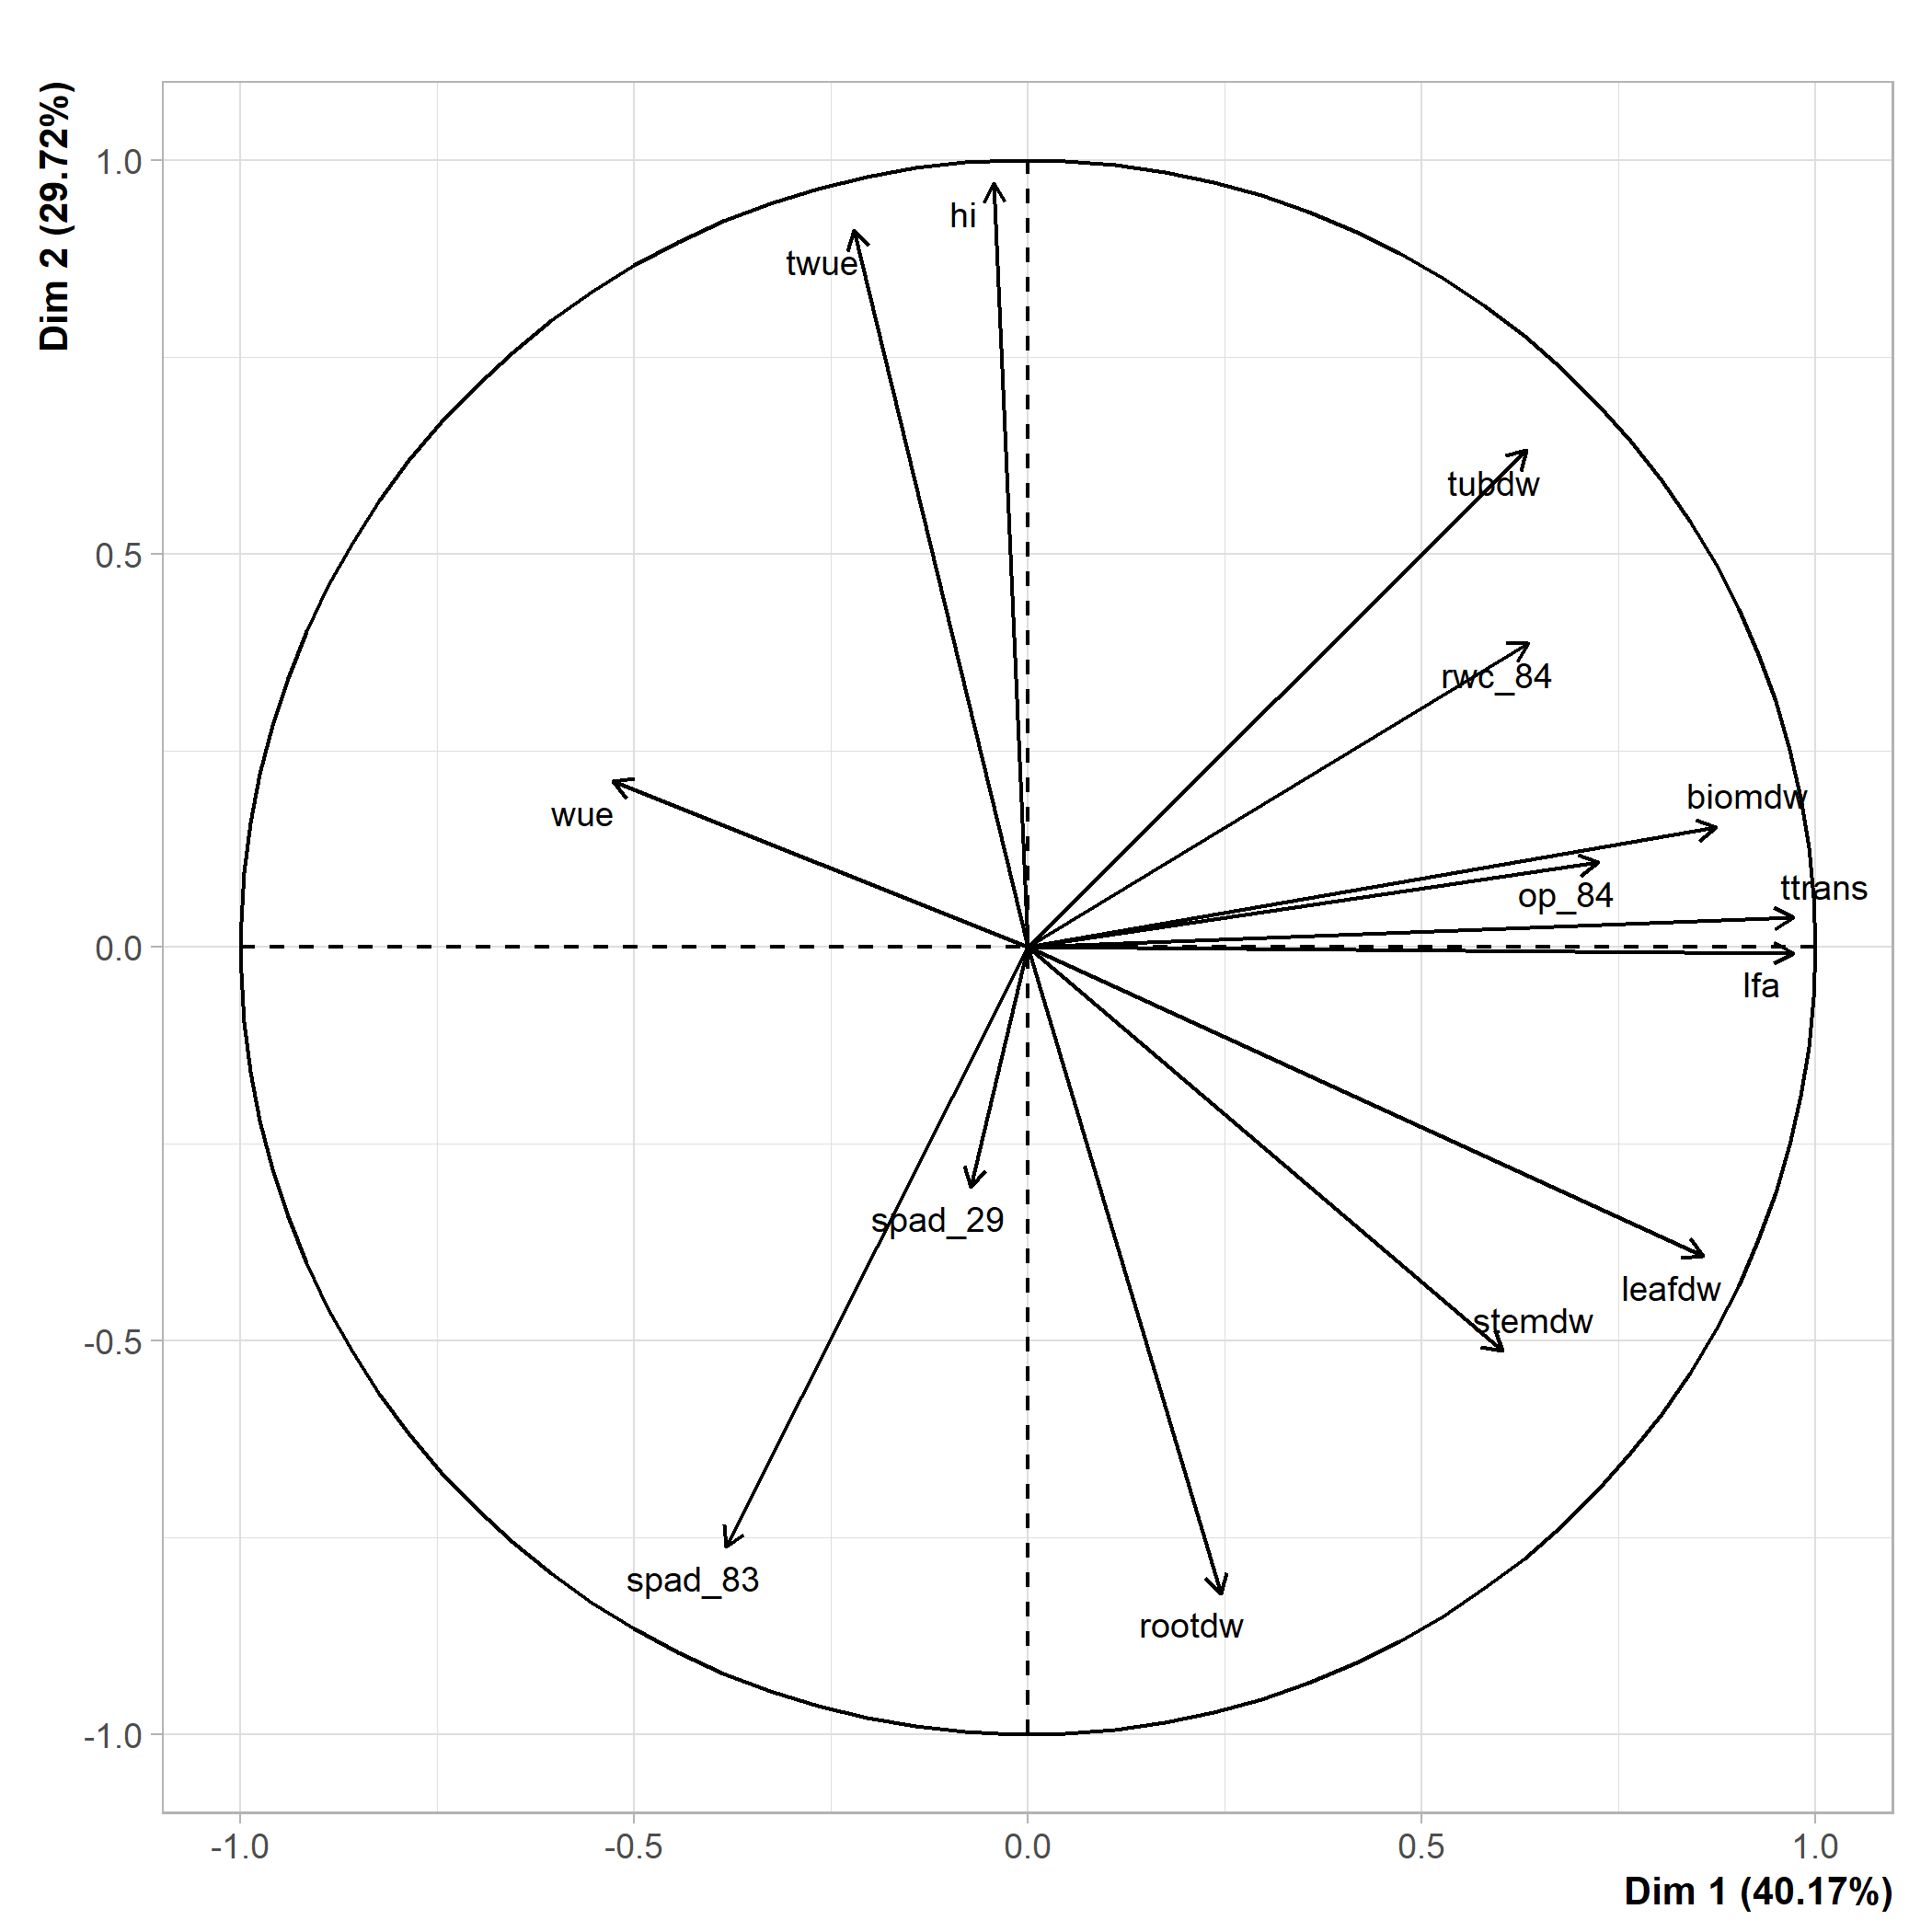 Dim 2 (29.72%)
1.0
0.5
0.0
-0.5
-1.0
hi
twue
tubdw
rwc_84
biomdw
wue
ttrans
op_84
lfa
spad_29
leafdw
stemdw
spad_83
rootdw
-1.0 -0.5 0.0 0.5 1.0
Dim 1 (40.17%)